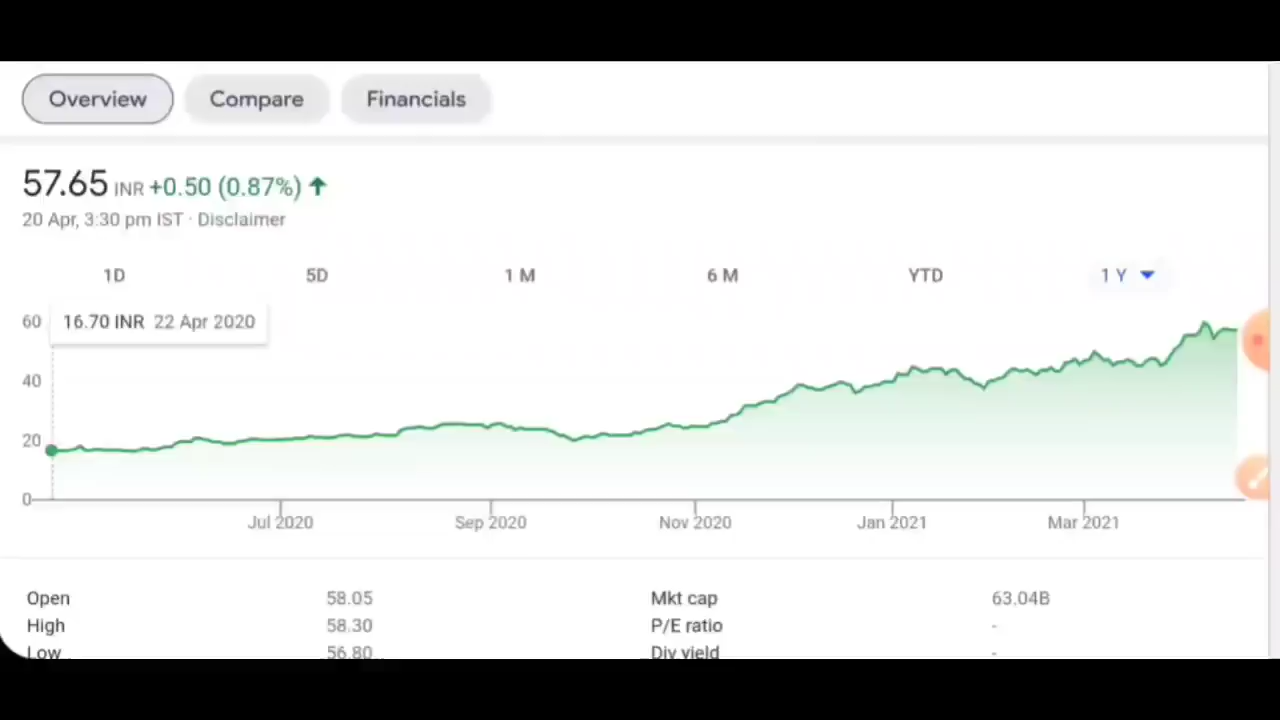 Overview Compare Financials
57.65 INR +0.50 (0.87%)
20 Apr, 3:30 pm IST · Disclaimer
1D 5D 1 M 6 M YTD 1 Y
60
16.70 INR 22 Apr 2020
40
20
0
Jul 2020 Sep 2020 Nov 2020 Jan 2021 Mar 2021
Open 58.05 Mkt cap 63.04B
High 58.30 P/E ratio -
Low 56.80 Div yield -